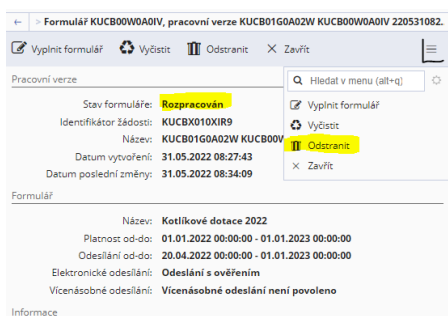 > Formulář KUCB00W0A0IV, pracovní verze KUCB01G0A02W KUCB00W0A0IV 220531082.
Vyplnit formulář Vyčistit Odstranit Zavřít
Pracovní verze
Hledat v menu (alt+q)
Stav formuláře: Rozpracován
Vyplnit formulář
Identifikátor žádosti: KUCBX010XIR9
Vyčistit
Název: KUCB01G0A02W KUCB00W
Odstranit
Datum vytvoření: 31.05.2022 08:27:43
Zavřít
Datum poslední změny: 31.05.2022 08:34:09
Formulář
Název: Kotlíkové dotace 2022
Platnost od-do: 01.01.2022 00:00:00 - 01.01.2023 00:00:00
Odesílání od-do: 20.04.2022 00:00:00 - 01.01.2023 00:00:00
Elektronické odesílání: Odeslání s ověřením
Vícenásobné odesílání: Vícenásobné odeslání není povoleno
Informace